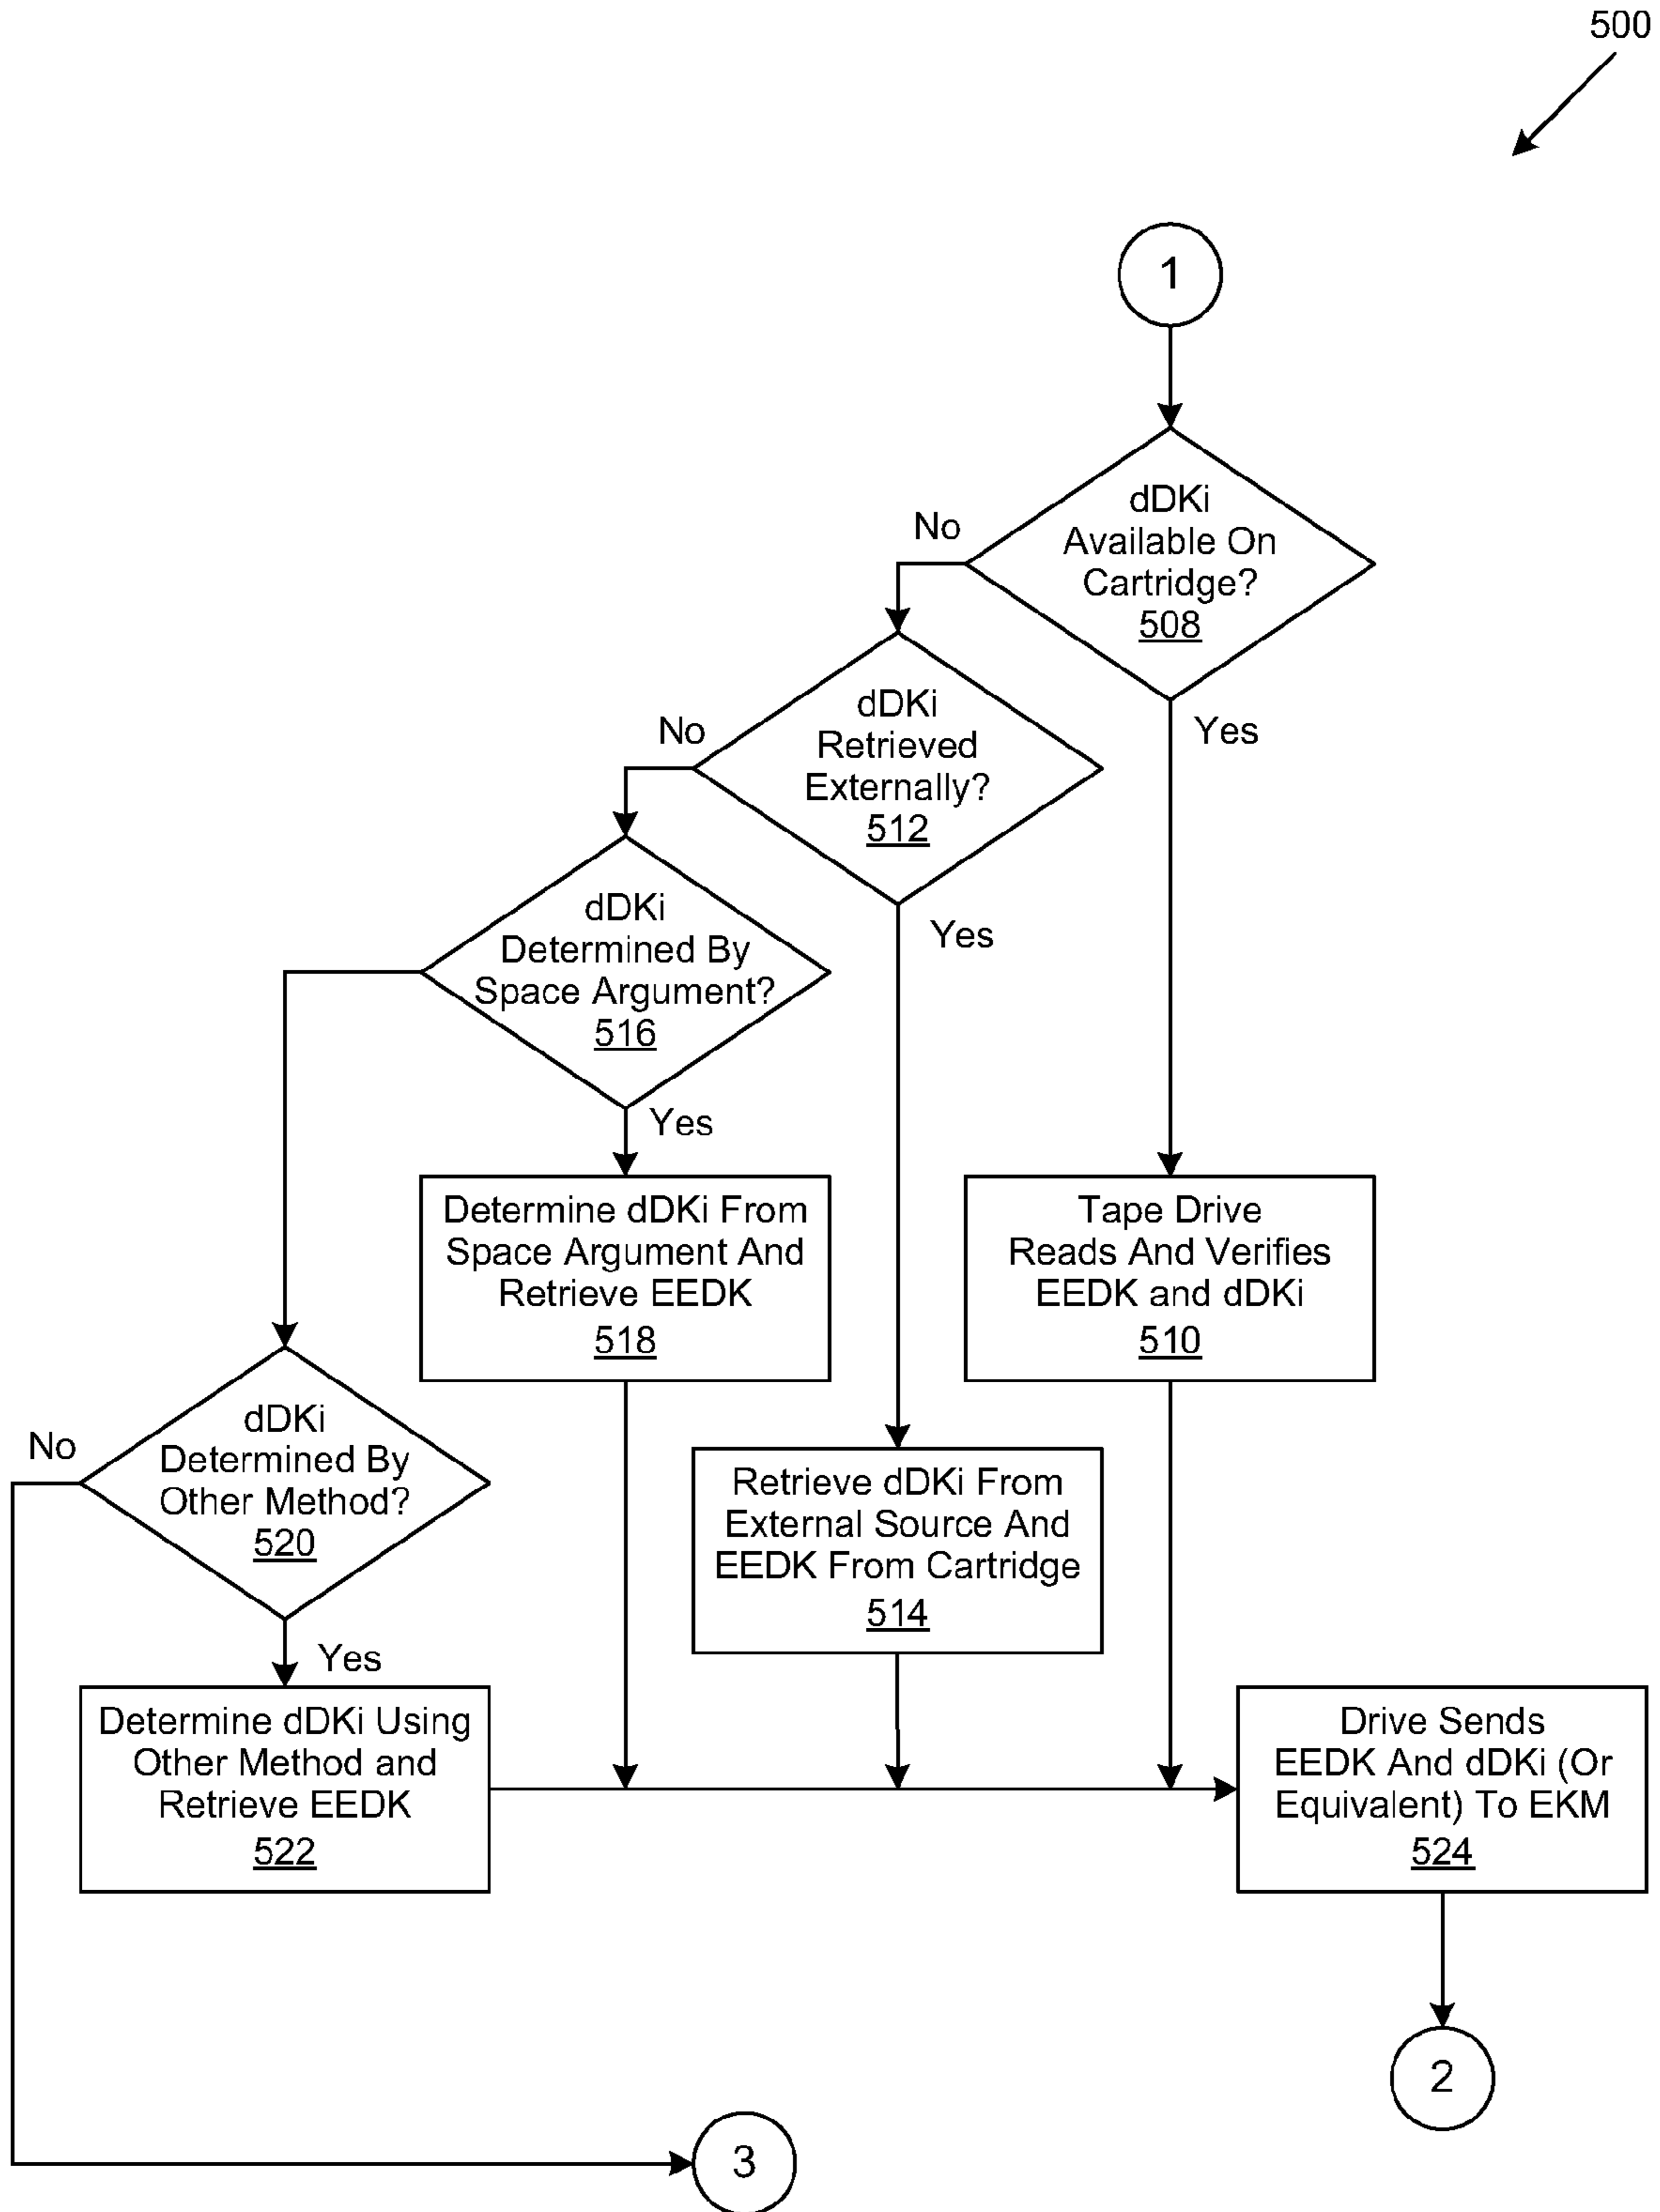 500
1
dDKi
Available On
Cartridge?
508
No
Yes
dDKi
Retrieved
Externally?
512
No
Yes
dDKi
Determined By
Space Argument?
516
Yes
Determine dDKi From
Space Argument And
Retrieve EEDK
518
Tape Drive
Reads And Verifies
EEDK and dDKi
510
dDKi
Determined By
Other Method?
520
No
Yes
Retrieve dDKi From
External Source And
EEDK From Cartridge
514
Determine dDKi Using
Other Method and
Retrieve EEDK
522
Drive Sends
EEDK And dDKi (Or
Equivalent) To EKM
524
2
3